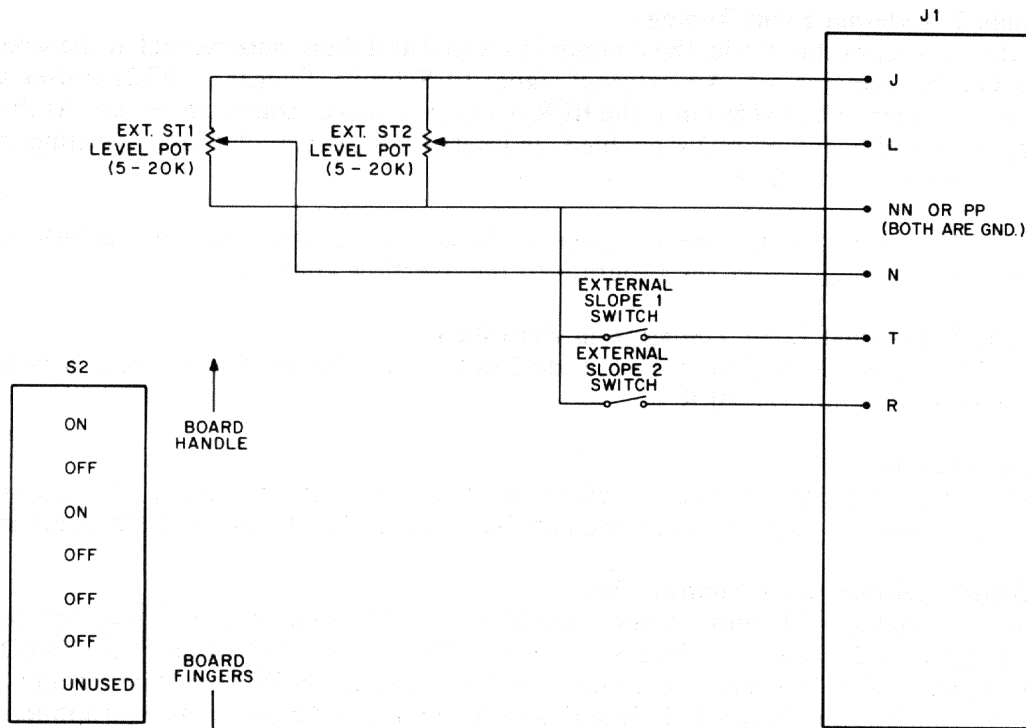 J1
J
EXT. ST1
LEVEL POT
(5-20K)
EXT. ST2
LEVEL POT
(5-20K)
L
NN OR PP
(BOTH ARE GND.)
N
EXTERNAL
SLOPE 1
SWITCH
T
EXTERNAL
SLOPE 2
SWITCH
R
S2
ON
OFF
ON
OFF
OFF
OFF
UNUSED
BOARD
HANDLE
BOARD
FINGERS